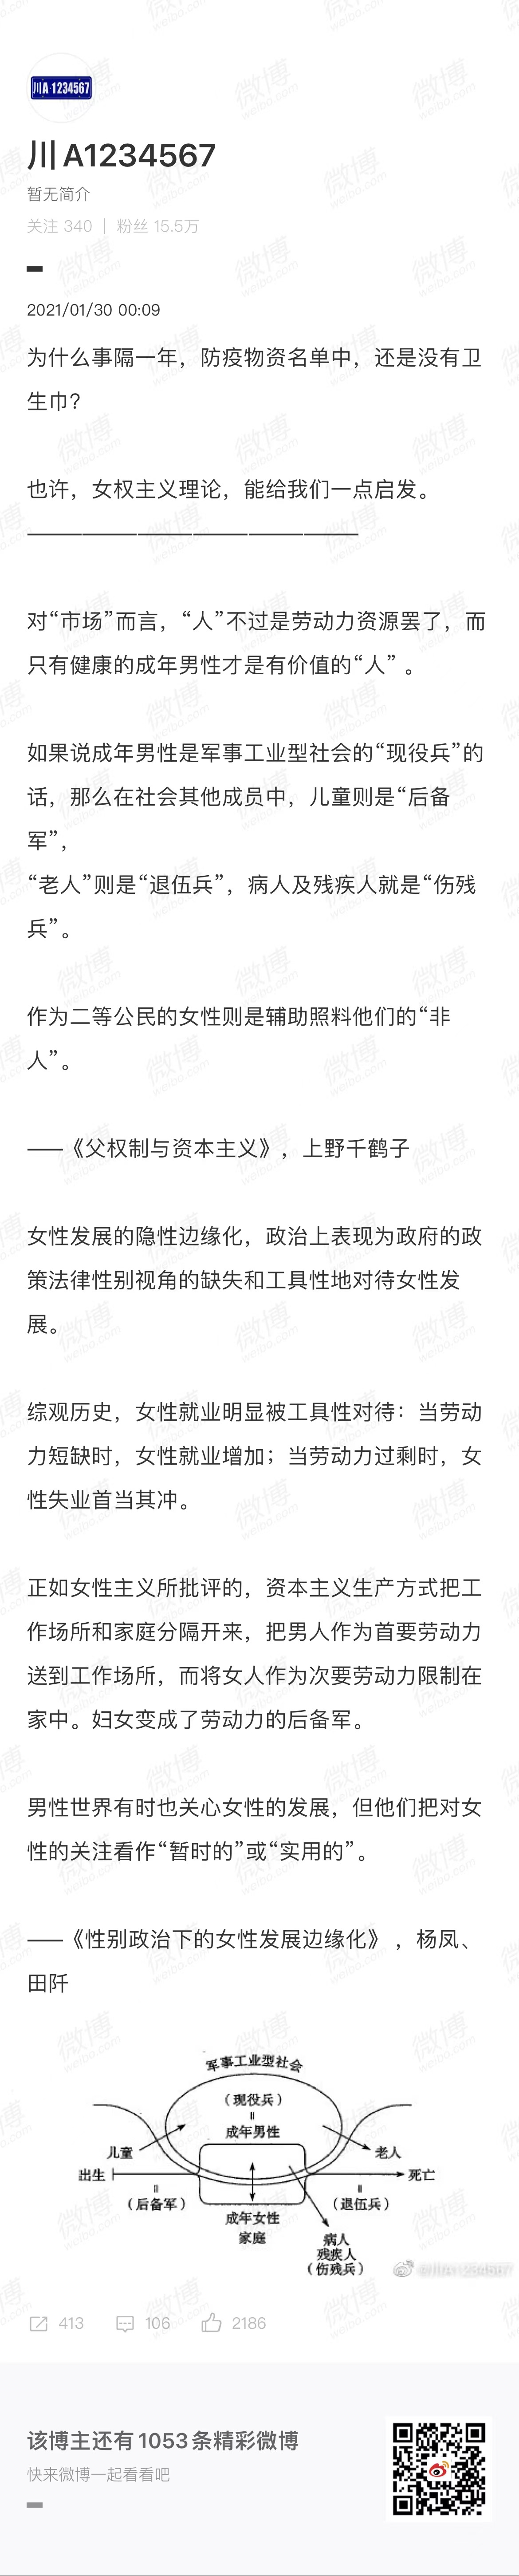 川A·1234567
川A1234567
暂无简介
关注 340 | 粉丝 15.5万
2021/01/30 00:09
为什么事隔一年，防疫物资名单中，还是没有卫
生巾？
也许，女权主义理论，能给我们一点启发。
——————————————————
对“市场”而言，“人”不过是劳动力资源罢了，而
只有健康的成年男性才是有价值的“人” 。
如果说成年男性是军事工业型社会的“现役兵”的
话，那么在社会其他成员中，儿童则是“后备
军”，
“老人”则是“退伍兵”，病人及残疾人就是“伤残
兵”。
作为二等公民的女性则是辅助照料他们的“非
人”。
——《父权制与资本主义》，上野千鹤子
女性发展的隐性边缘化，政治上表现为政府的政
策法律性别视角的缺失和工具性地对待女性发
展。
综观历史，女性就业明显被工具性对待：当劳动
力短缺时，女性就业增加；当劳动力过剩时，女
性失业首当其冲。
正如女性主义所批评的，资本主义生产方式把工
作场所和家庭分隔开来，把男人作为首要劳动力
送到工作场所，而将女人作为次要劳动力限制在
家中。妇女变成了劳动力的后备军。
男性世界有时也关心女性的发展，但他们把对女
性的关注看作“暂时的”或“实用的”。
——《性别政治下的女性发展边缘化》 ，杨凤、
田阡
军事工业型社会
（现役兵）
=
成年男性
儿童
老人
出生
死亡
=
=
（后备军）
（退伍兵）
成年女性
家庭
病人
残疾人
（伤残兵）
@川A1234567
413
106
2186
该博主还有1053条精彩微博
快来微博一起看看吧
微博
weibo.com